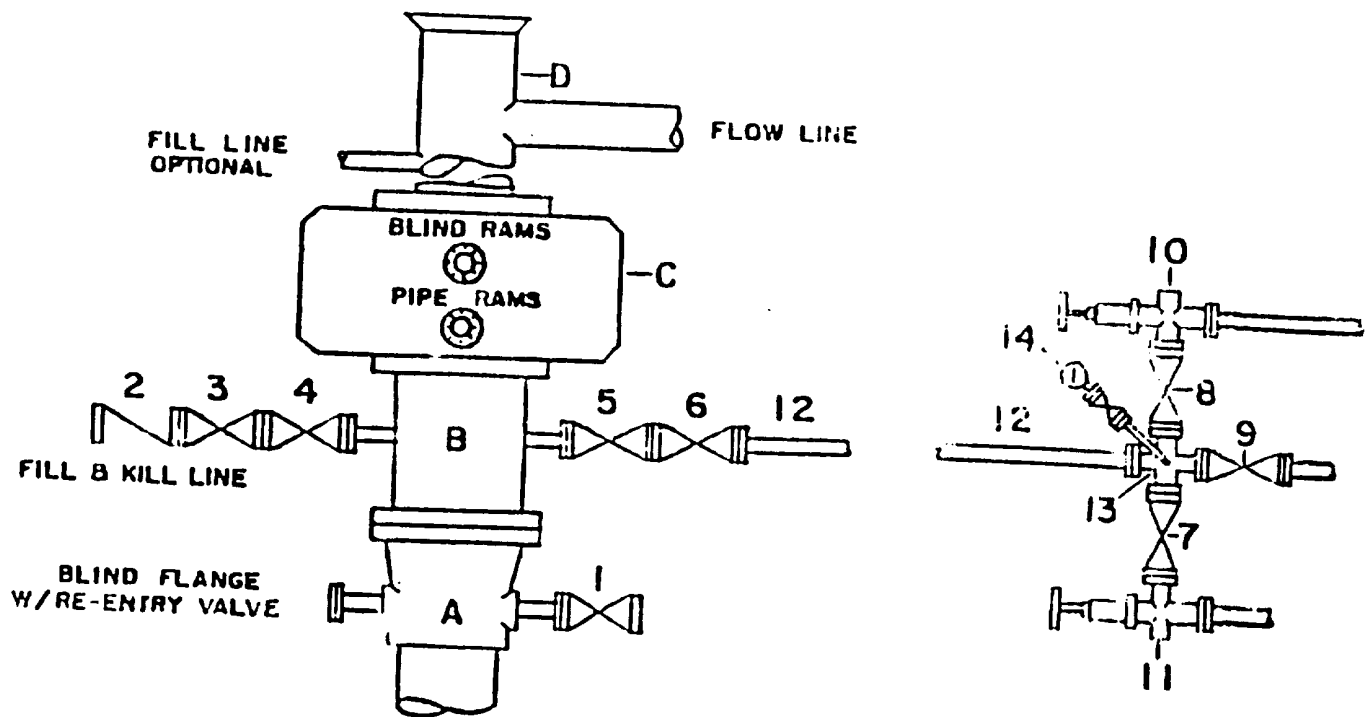 D
FILL LINE
OPTIONAL
FLOW LINE
BLIND RAMS
C
PIPE RAMS
10
14
8
2 3 4
5 6 12
12
9
B
FILL & KILL LINE
13
7
BLIND FLANGE
W/RE-ENTRY VALVE
1
A
11